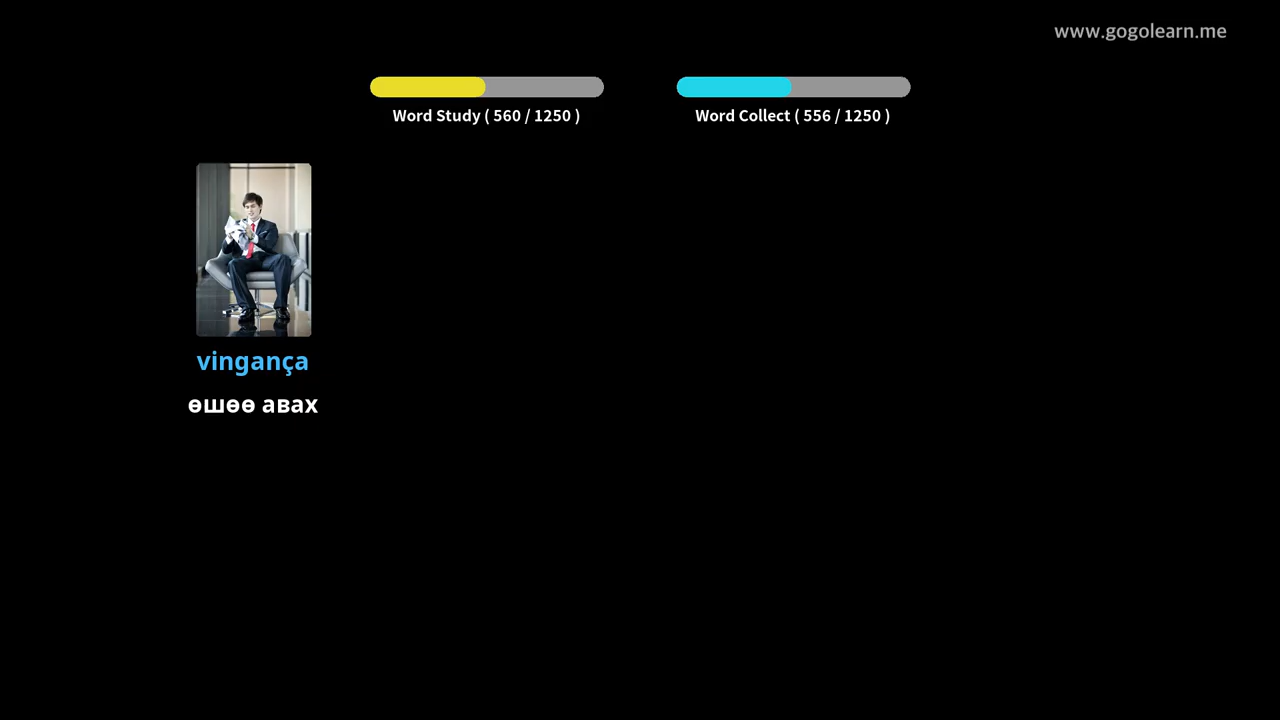 www.gogolearn.me
Word Study ( 560 / 1250 )
Word Collect ( 556 / 1250 )
vingança
өшөө авах